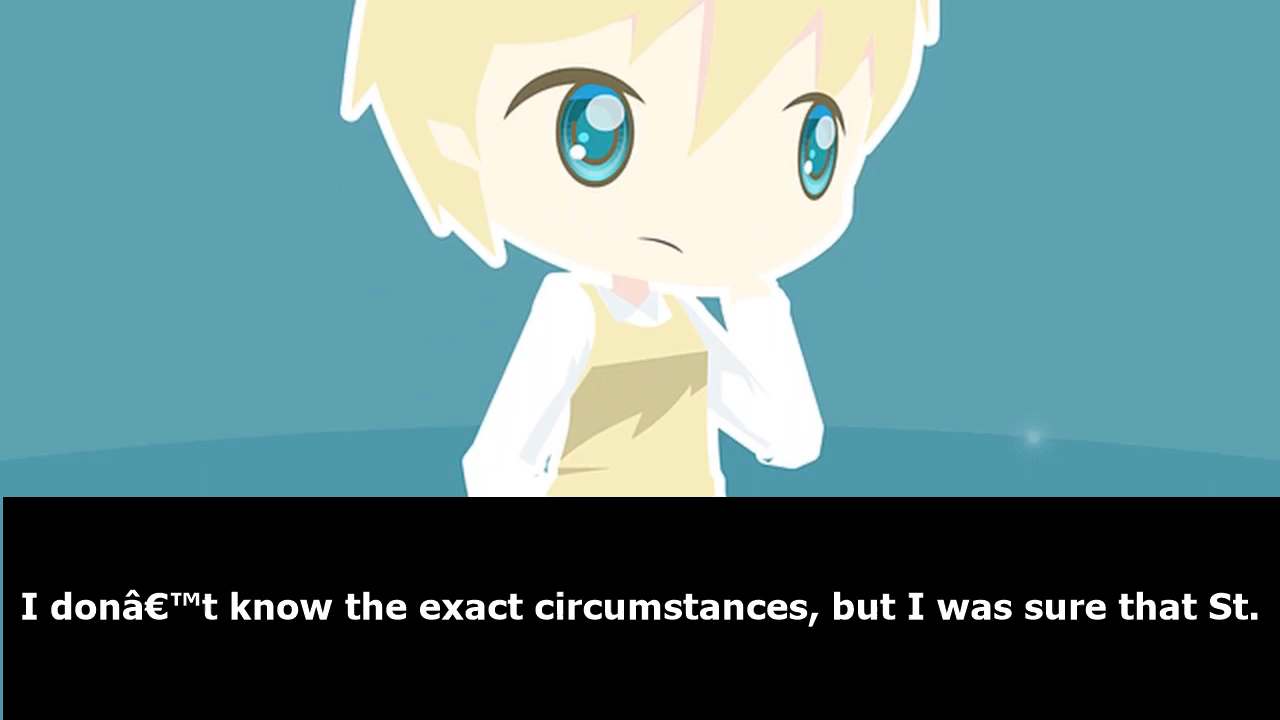 I donâ€™t know the exact circumstances, but I was sure that St.